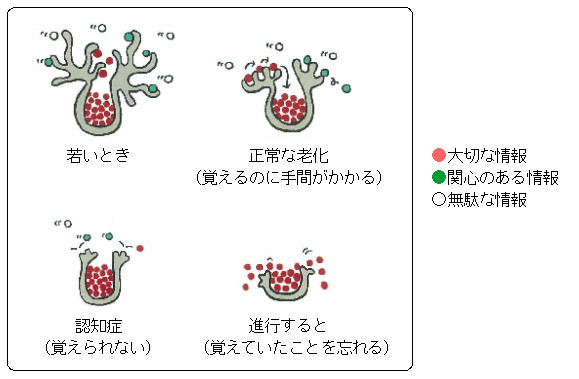 若いとき
正常な老化
（覚えるのに手間がかかる）
認知症
（覚えられない）
進行すると
（覚えていたことを忘れる）
大切な情報
関心のある情報
無駄な情報